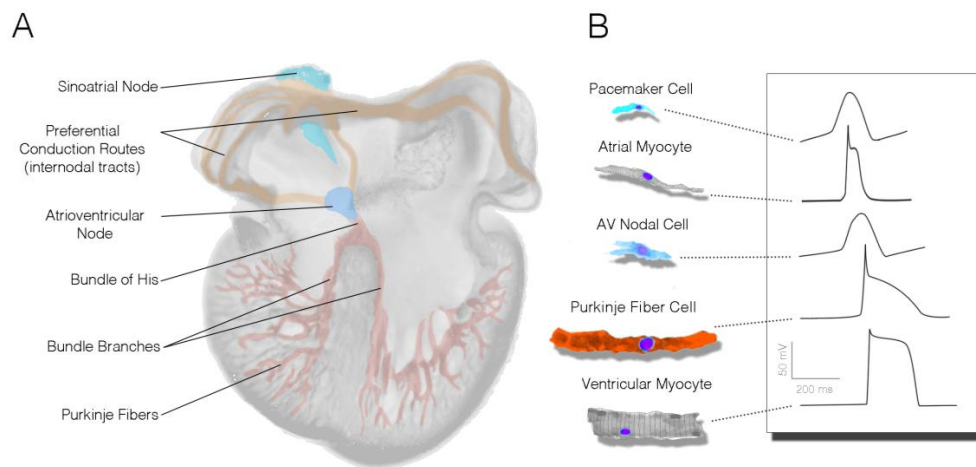 A
Sinoatrial Node
Preferential
Conduction Routes
(internodal tracts)
Atrioventricular
Node
Bundle of His
Bundle Branches
Purkinje Fibers
B
Pacemaker Cell
Atrial Myocyte
AV Nodal Cell
Purkinje Fiber Cell
Ventricular Myocyte
50 mV
200 ms